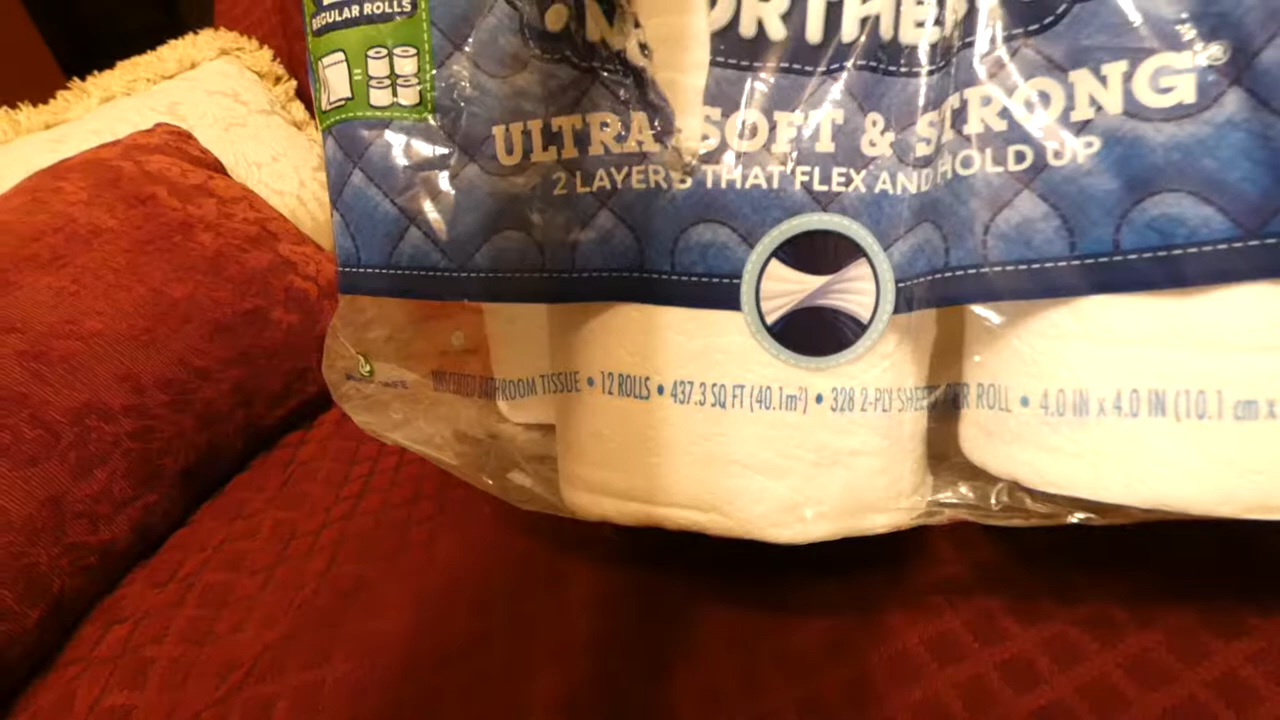 REGULAR ROLLS
ULTRA SOFT & STRONG®
2 LAYERS THAT FLEX AND HOLD UP
UNSCENTED BATHROOM TISSUE • 12 ROLLS • 437.3 SQ FT (40.1m²) • 328 2-PLY SHEETS PER ROLL • 4.0 IN x 4.0 IN (10.1 cm x